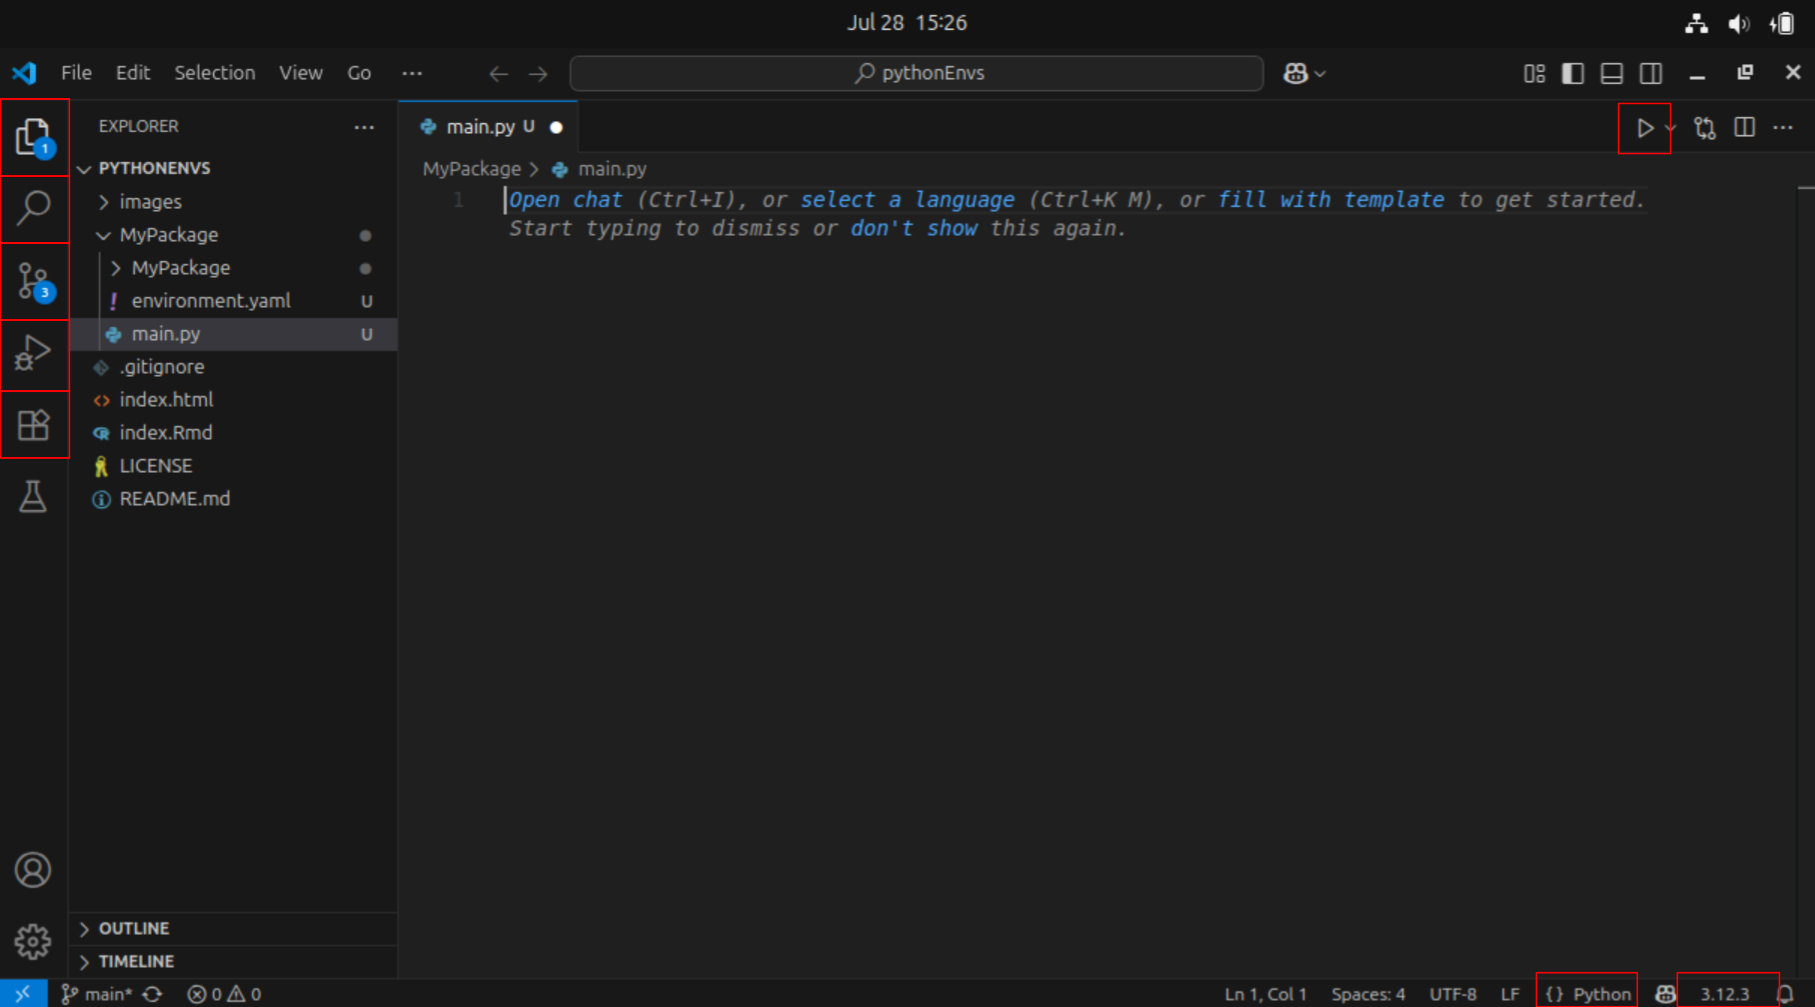 Jul 28 15:26
File Edit Selection View Go ··· pythonEnvs
EXPLORER ···
main.py U
1
PYTHONENVS
MyPackage > main.py
images
1 Open chat (Ctrl+I), or select a language (Ctrl+K M), or fill with template to get started.
Start typing to dismiss or don't show this again.
MyPackage
MyPackage
3
! environment.yaml U
main.py U
.gitignore
index.html
index.Rmd
LICENSE
README.md
OUTLINE
TIMELINE
main* 0 0 Ln 1, Col 1 Spaces: 4 UTF-8 LF {} Python 3.12.3